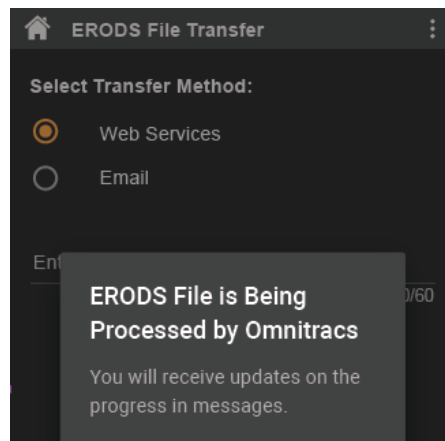 ERODS File Transfer
Select Transfer Method:
Web Services
Email
Ent
0/60
ERODS File is Being
Processed by Omnitracs
You will receive updates on the
progress in messages.